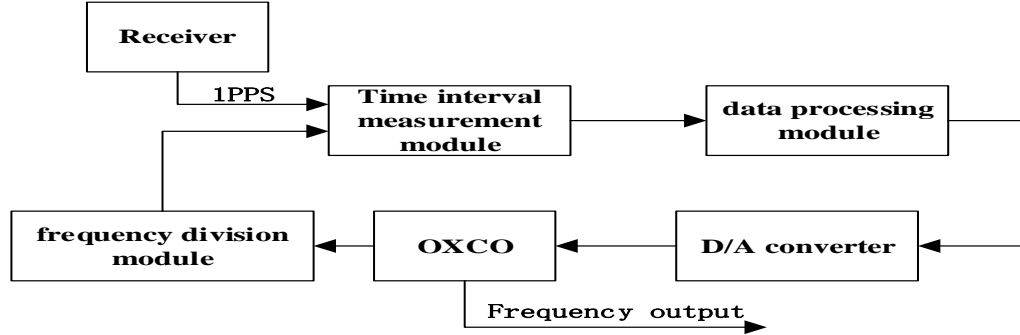 Receiver
1PPS
Time interval
measurement
module
data processing
module
frequency division
module
OXCO
D/A converter
Frequency output